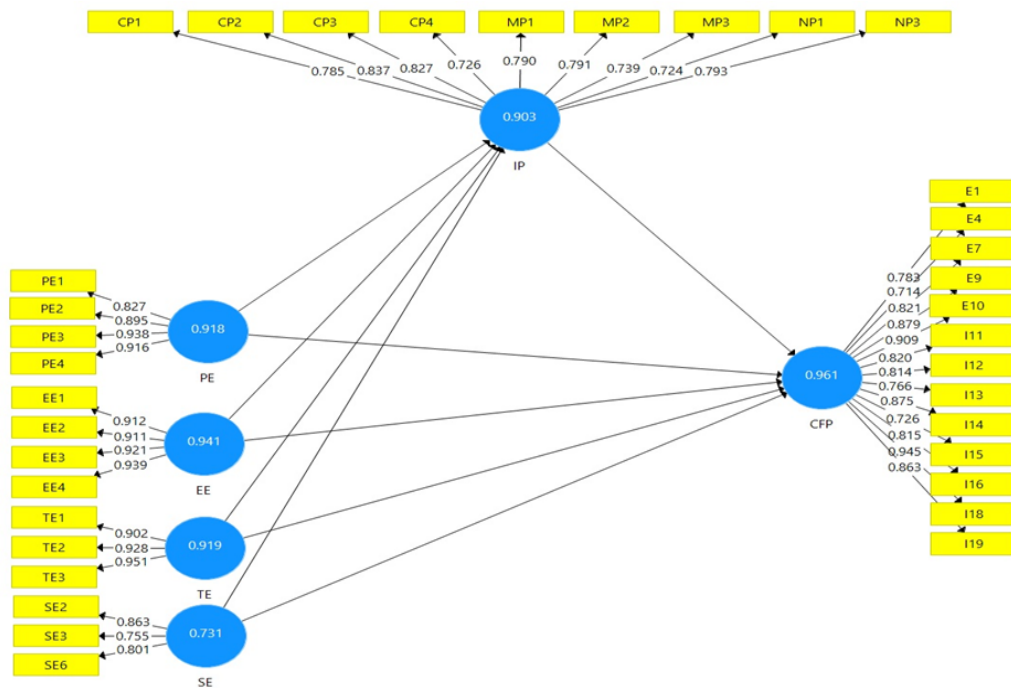 CP1 CP2 CP3 CP4 MP1 MP2 MP3 NP1 NP3
0.785 0.837 0.827 0.726 0.790 0.791 0.739 0.724 0.793
0.903
IP
PE1
PE2
PE3
PE4
0.827
0.895
0.938
0.916
0.918
PE
EE1
EE2
EE3
EE4
0.912
0.911
0.921
0.939
0.941
EE
TE1
TE2
TE3
0.902
0.928
0.951
0.919
TE
SE2
SE3
SE6
0.863
0.755
0.801
0.731
SE
0.961
CFP
0.783
0.714
0.821
0.879
0.909
0.820
0.814
0.766
0.875
0.726
0.815
0.945
0.863
E1
E4
E7
E9
E10
I11
I12
I13
I14
I15
I16
I18
I19